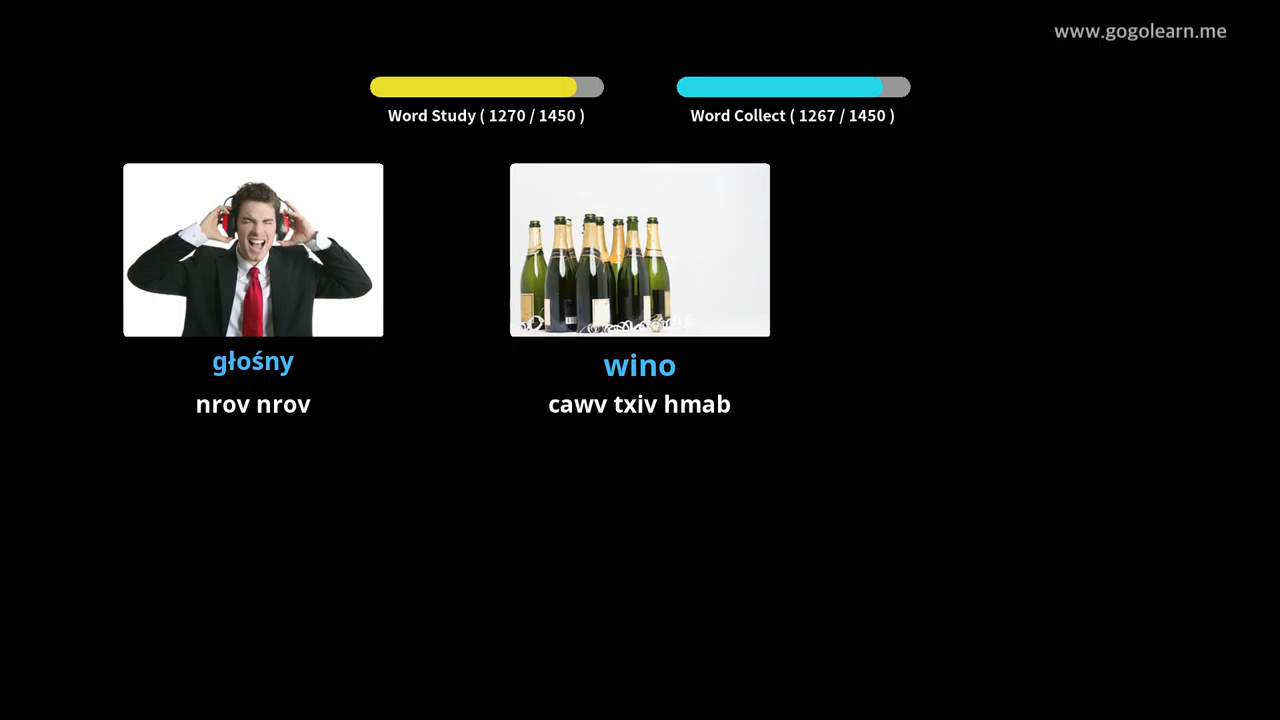 www.gogolearn.me
Word Study ( 1270 / 1450 )
Word Collect ( 1267 / 1450 )
głośny
nrov nrov
wino
cawv txiv hmab